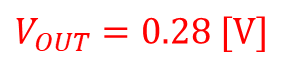 V_OUT = 0.28 [V]